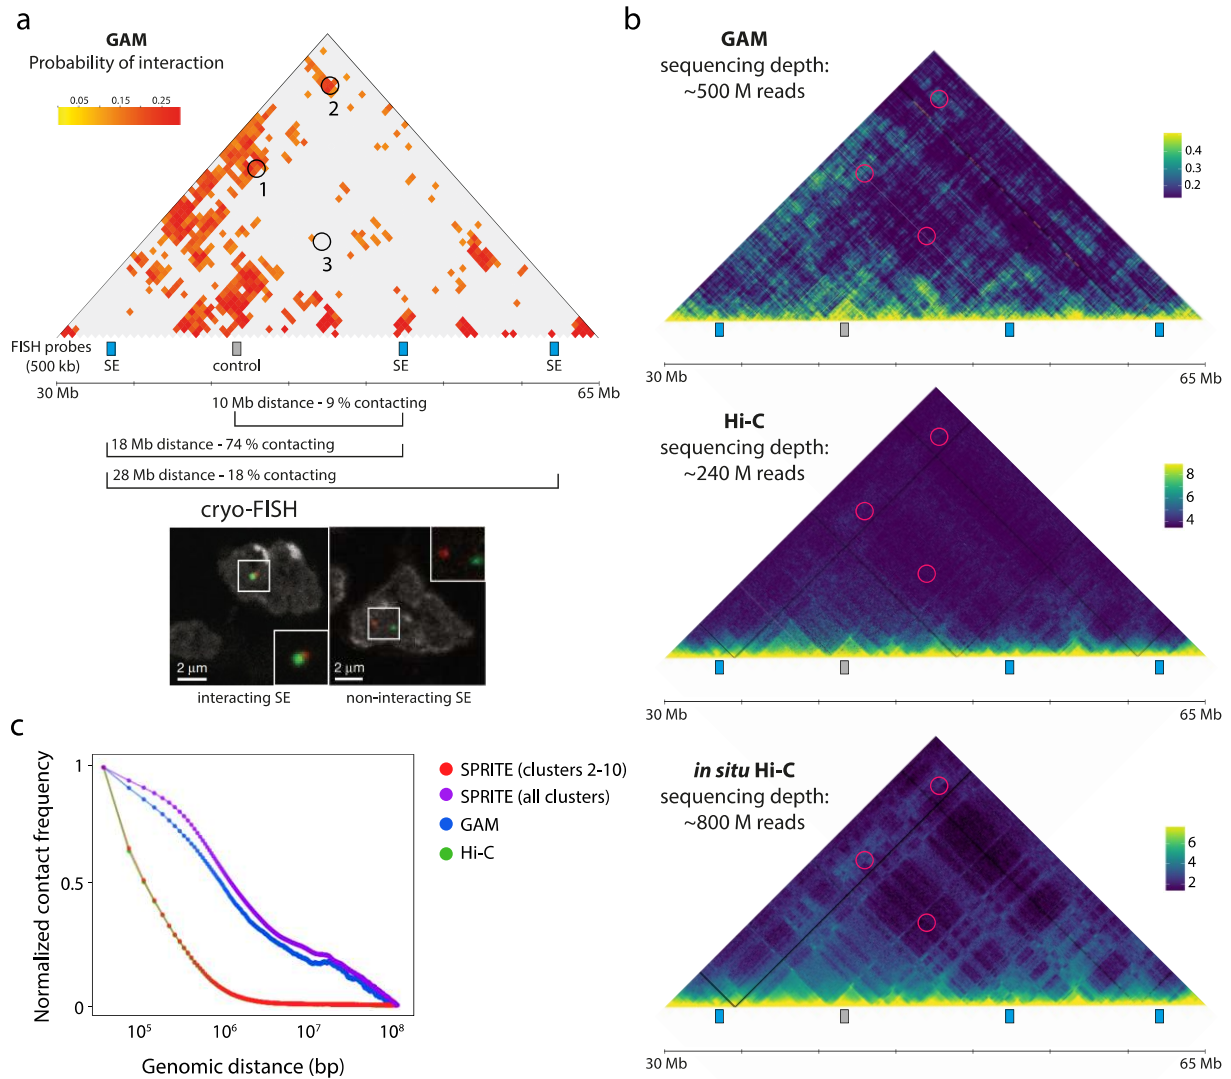 a
GAM
Probability of interaction
0.05 0.15 0.25
2
1
3
FISH probes
(500 kb)
SE
control
SE
SE
30 Mb
65 Mb
10 Mb distance - 9 % contacting
18 Mb distance - 74 % contacting
28 Mb distance - 18 % contacting
cryo-FISH
2 μm
2 μm
interacting SE
non-interacting SE
b
GAM
sequencing depth:
~500 M reads
0.4
0.2
30 Mb
65 Mb
Hi-C
sequencing depth:
~240 M reads
8
6
4
30 Mb
65 Mb
in situ Hi-C
sequencing depth:
~800 M reads
6
4
2
30 Mb
65 Mb
c
Normalized contact frequency
1
0.5
0
10⁵ 10⁶ 10⁷ 10⁸
Genomic distance (bp)
SPRITE (clusters 2-10)
SPRITE (all clusters)
GAM
Hi-C